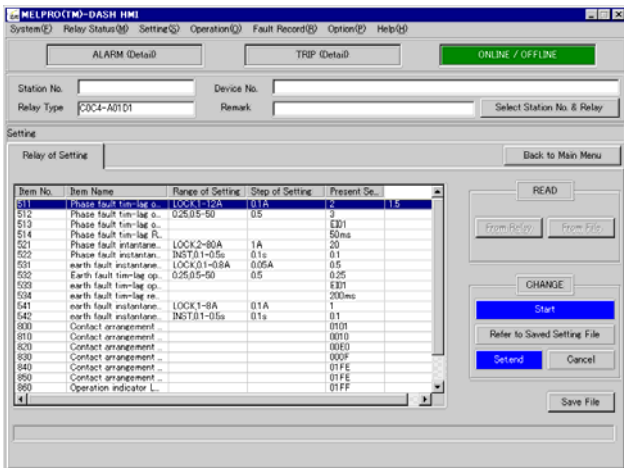 MELPRO(TM)-DASH HMI
System(F) Relay Status(M) Setting(S) Operation(O) Fault Record(R) Option(P) Help(H)
ALARM (Detail) TRIP (Detail) ONLINE / OFFLINE
Station No. Device No.
Relay Type C0C4-A01D1 Remark Select Station No. & Relay
Setting
Relay of Setting Back to Main Menu
Item No. Item Name Range of Setting Step of Setting Present Se...
511 Phase fault tim-lag o... LOCK,1-12A 0.1A 2 1.5
512 Phase fault tim-lag o... 0.25,0.5-50 0.5 3
513 Phase fault tim-lag o... EI01
514 Phase fault tim-lag R... 50ms
521 Phase fault intantane... LOCK,2-80A 1A 20
522 Phase fault instantan... INST,0.1-0.5s 0.1s 0.1
531 earth fault instantane... LOCK,0.1-0.8A 0.05A 0.5
532 Earth fault tim-lag op... 0.25,0.5-50 0.5 0.25
533 earth fault tim-lag op... EI01
534 earth fault tim-lag re... 200ms
541 earth fault instantane... LOCK,1-8A 0.1A 1
542 earth fault instantane... INST,0.1-0.5s 0.1s 0.1
800 Contact arrangement ... 0101
810 Contact arrangement ... 0010
820 Contact arrangement ... 00E0
830 Contact arrangement ... 000F
840 Contact arrangement ... 01FE
850 Contact arrangement ... 01FE
860 Operation indicator L... 01FF
READ
From Relay From File
CHANGE
Start
Refer to Saved Setting File
Setend Cancel
Save File